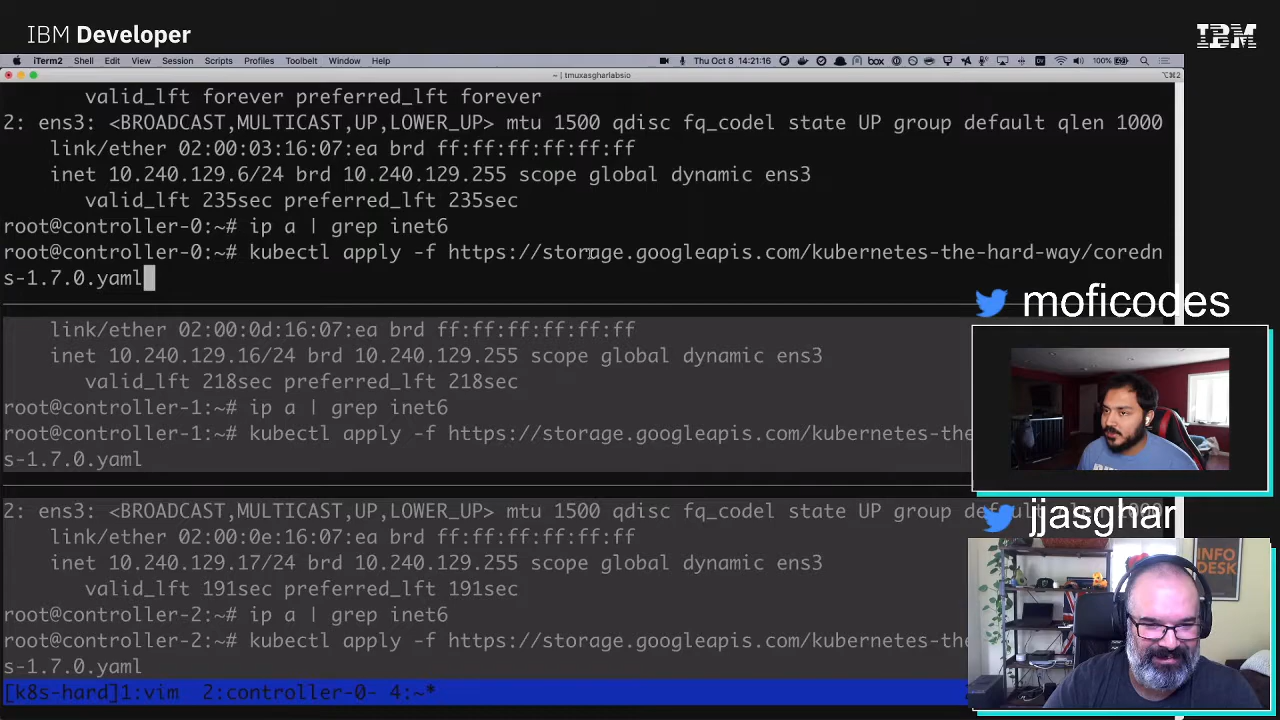 IBM Developer
IBM
iTerm2 Shell Edit View Session Scripts Profiles Toolbelt Window Help
box
Thu Oct 8 14:21:16
100%
~ | tmuxasgharlabsio
⌥⌘2
valid_lft forever preferred_lft forever
2: ens3: <BROADCAST,MULTICAST,UP,LOWER_UP> mtu 1500 qdisc fq_codel state UP group default qlen 1000
link/ether 02:00:03:16:07:ea brd ff:ff:ff:ff:ff:ff
inet 10.240.129.6/24 brd 10.240.129.255 scope global dynamic ens3
valid_lft 235sec preferred_lft 235sec
root@controller-0:~# ip a | grep inet6
root@controller-0:~# kubectl apply -f https://storage.googleapis.com/kubernetes-the-hard-way/coredn
s-1.7.0.yaml
moficodes
link/ether 02:00:0d:16:07:ea brd ff:ff:ff:ff:ff:ff
inet 10.240.129.16/24 brd 10.240.129.255 scope global dynamic ens3
valid_lft 218sec preferred_lft 218sec
root@controller-1:~# ip a | grep inet6
root@controller-1:~# kubectl apply -f https://storage.googleapis.com/kubernetes-the
s-1.7.0.yaml
2: ens3: <BROADCAST,MULTICAST,UP,LOWER_UP> mtu 1500 qdisc fq_codel state UP group
jjasghar
link/ether 02:00:0e:16:07:ea brd ff:ff:ff:ff:ff:ff
inet 10.240.129.17/24 brd 10.240.129.255 scope global dynamic ens3
valid_lft 191sec preferred_lft 191sec
root@controller-2:~# ip a | grep inet6
root@controller-2:~# kubectl apply -f https://storage.googleapis.com/kubernetes-the
s-1.7.0.yaml
INFO
DESK
[k8s-hard]1:vim 2:controller-0- 4:~*